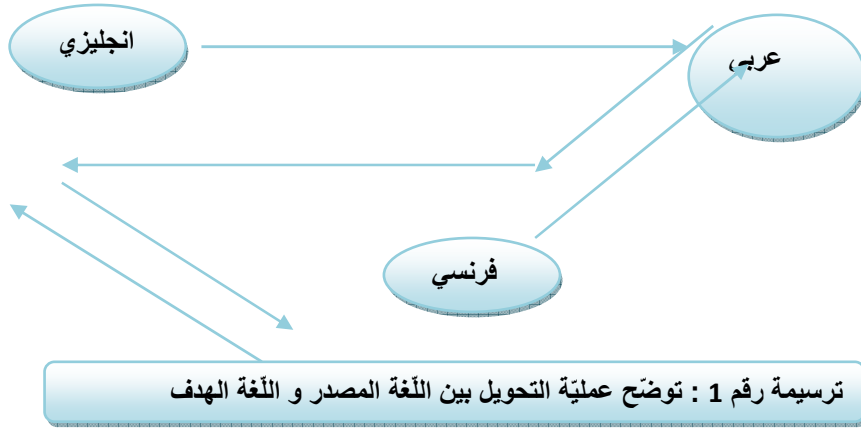 انجليزي
عربي
فرنسي
ترسيمة رقم 1 : توضّح عمليّة التحويل بين اللّغة المصدر و اللّغة الهدف